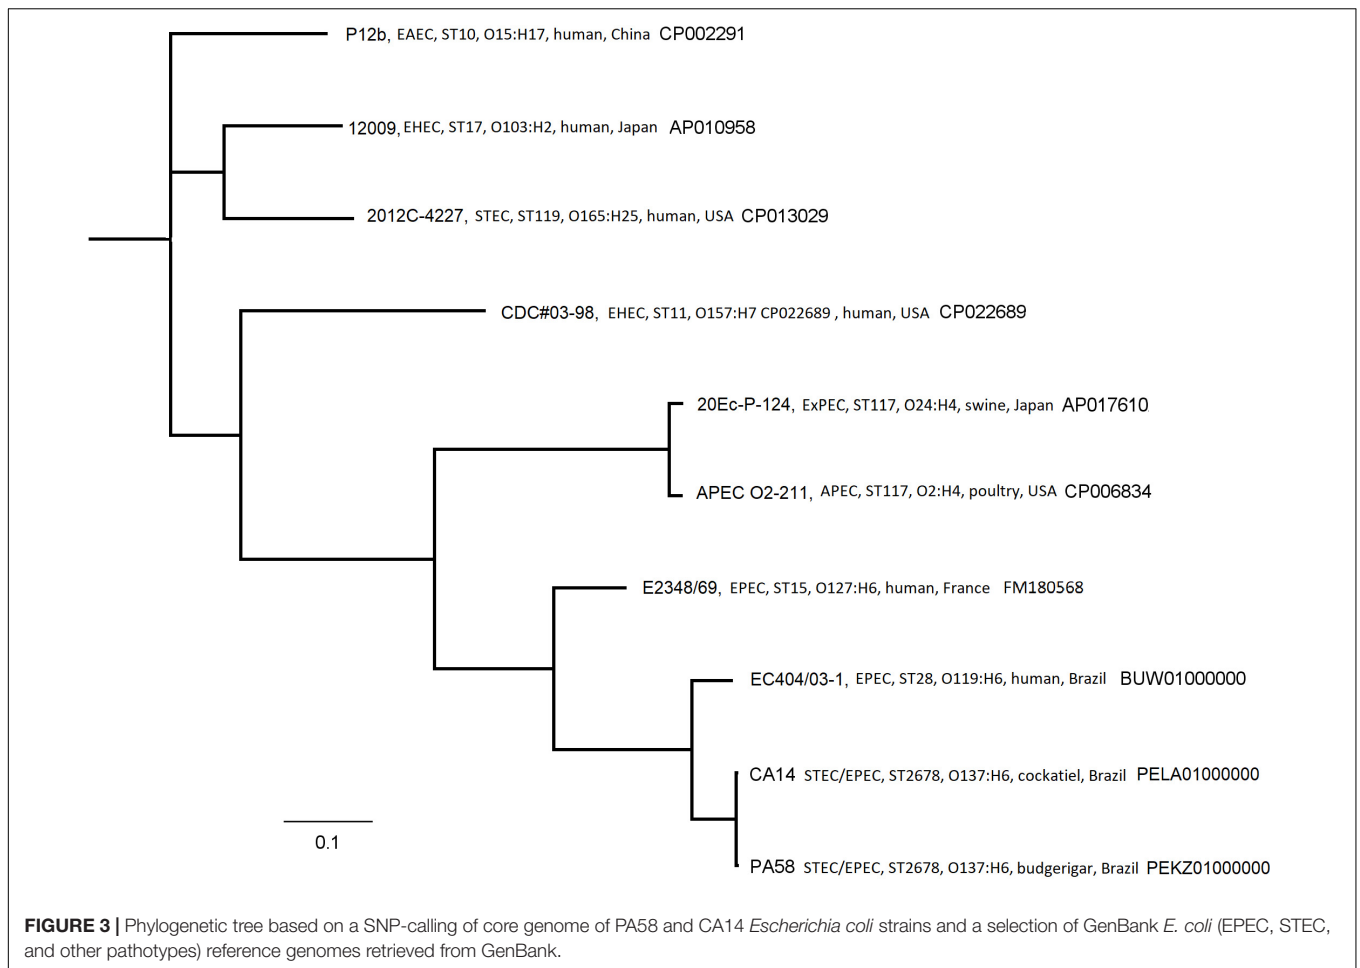 P12b, EAEC, ST10, O15:H17, human, China CP002291
12009, EHEC, ST17, O103:H2, human, Japan AP010958
2012C-4227, STEC, ST119, O165:H25, human, USA CP013029
CDC#03-98, EHEC, ST11, O157:H7 CP022689 , human, USA CP022689
20Ec-P-124, ExPEC, ST117, O24:H4, swine, Japan AP017610
APEC O2-211, APEC, ST117, O2:H4, poultry, USA CP006834
E2348/69, EPEC, ST15, O127:H6, human, France FM180568
EC404/03-1, EPEC, ST28, O119:H6, human, Brazil BUW01000000
CA14 STEC/EPEC, ST2678, O137:H6, cockatiel, Brazil PELA01000000
0.1
PA58 STEC/EPEC, ST2678, O137:H6, budgerigar, Brazil PEKZ01000000
FIGURE 3 | Phylogenetic tree based on a SNP-calling of core genome of PA58 and CA14 Escherichia coli strains and a selection of GenBank E. coli (EPEC, STEC,
and other pathotypes) reference genomes retrieved from GenBank.